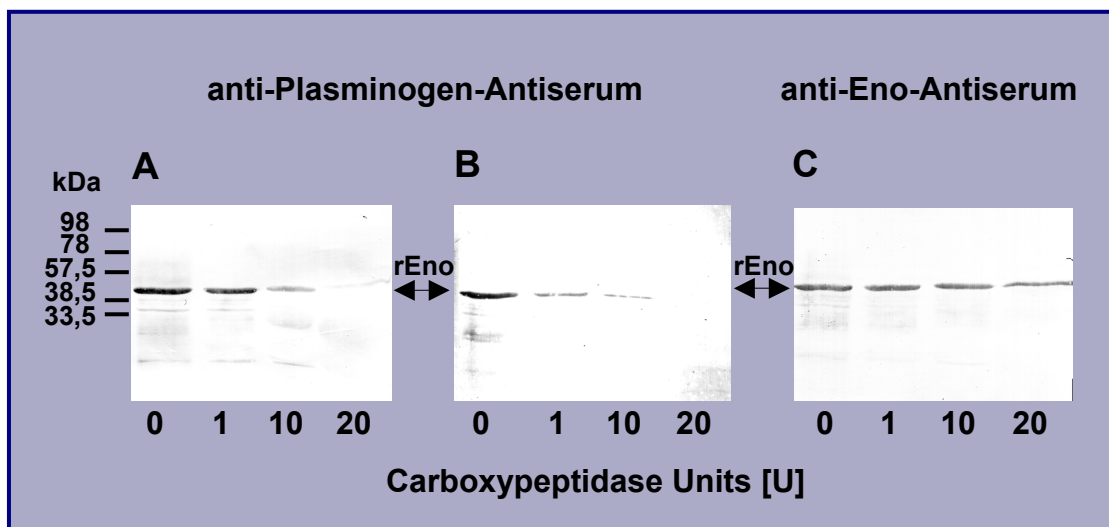 anti-Plasminogen-Antiserum anti-Eno-Antiserum
A B C
kDa
98
78
57,5
38,5
33,5
rEno rEno
0 1 10 20 0 1 10 20 0 1 10 20
Carboxypeptidase Units [U]